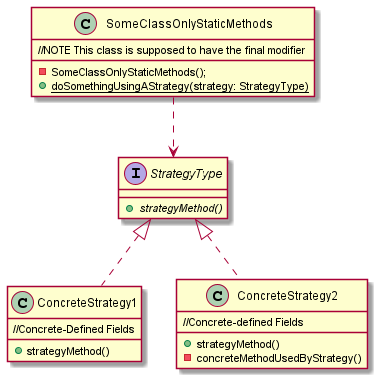 C SomeClassOnlyStaticMethods
//NOTE This class is supposed to have the final modifier
SomeClassOnlyStaticMethods();
doSomethingUsingAStrategy(strategy: StrategyType)
I StrategyType
strategyMethod()
C ConcreteStrategy1
//Concrete-Defined Fields
strategyMethod()
C ConcreteStrategy2
//Concrete-defined Fields
strategyMethod()
concreteMethodUsedByStrategy()